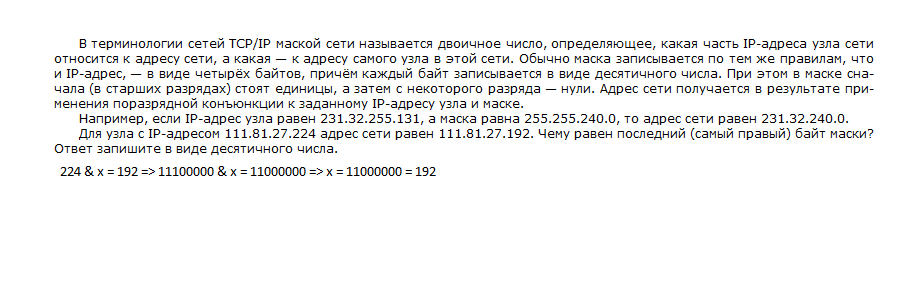 В терминологии сетей TCP/IP маской сети называется двоичное число, определяющее, какая часть IP-адреса узла сети
относится к адресу сети, а какая — к адресу самого узла в этой сети. Обычно маска записывается по тем же правилам, что
и IP-адрес, — в виде четырёх байтов, причём каждый байт записывается в виде десятичного числа. При этом в маске сна-
чала (в старших разрядах) стоят единицы, а затем с некоторого разряда — нули. Адрес сети получается в результате при-
менения поразрядной конъюнкции к заданному IP-адресу узла и маске.
Например, если IP-адрес узла равен 231.32.255.131, а маска равна 255.255.240.0, то адрес сети равен 231.32.240.0.
Для узла с IP-адресом 111.81.27.224 адрес сети равен 111.81.27.192. Чему равен последний (самый правый) байт маски?
Ответ запишите в виде десятичного числа.
224 & x = 192 => 11100000 & x = 11000000 => x = 11000000 = 192